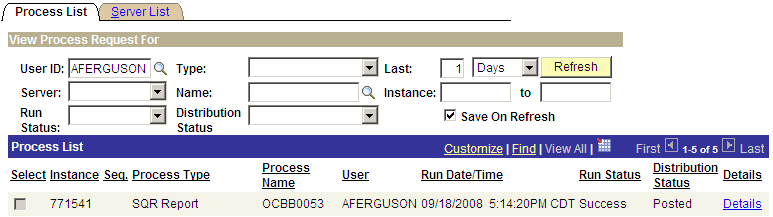 Process List Server List
View Process Request For
User ID: AFERGUSON Type: Last: 1 Days Refresh
Server: Name: Instance: to
Run Status: Distribution Status Save On Refresh
Process List Customize | Find | View All | First 1-5 of 5 Last
Select Instance Seq. Process Type Process Name User Run Date/Time Run Status Distribution Status Details
771541 SQR Report OCBB0053 AFERGUSON 09/18/2008 5:14:20PM CDT Success Posted Details